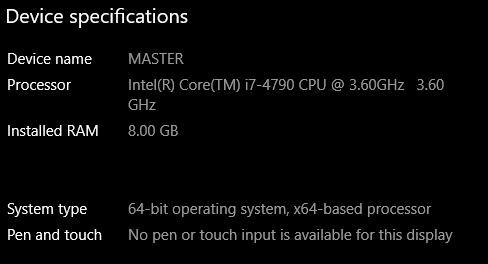 Device specifications
Device name MASTER
Processor Intel(R) Core(TM) i7-4790 CPU @ 3.60GHz 3.60
GHz
Installed RAM 8.00 GB
System type 64-bit operating system, x64-based processor
Pen and touch No pen or touch input is available for this display